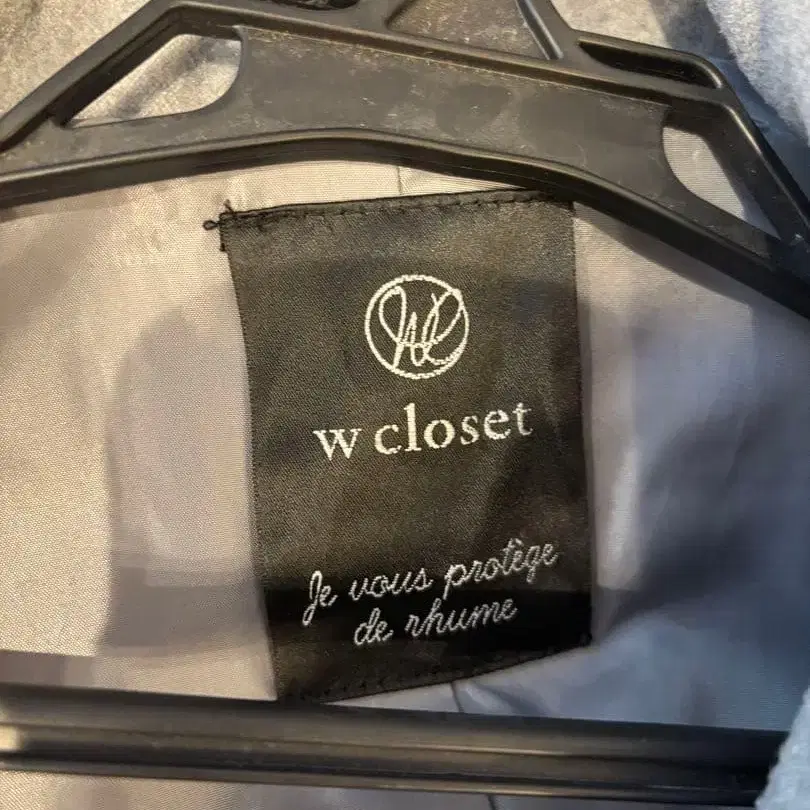 w closet
Je vous protège
de rhume